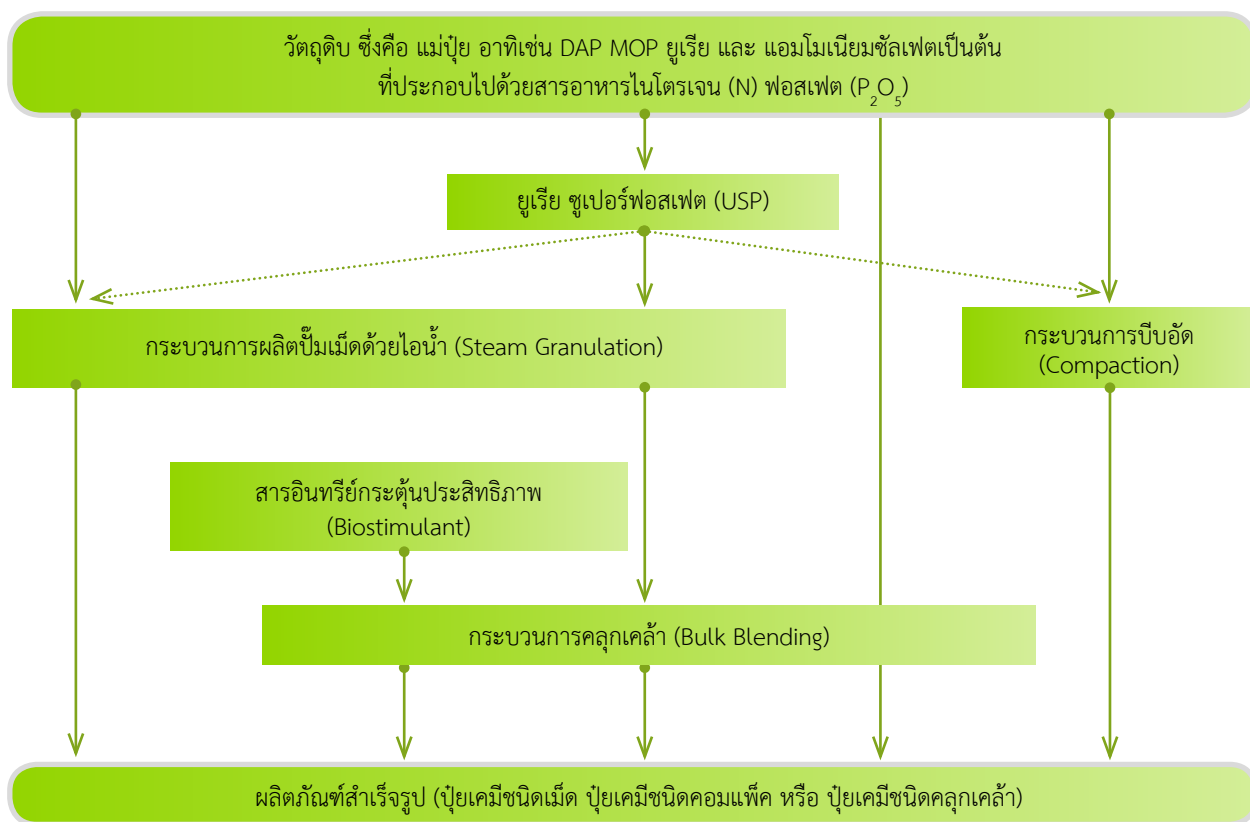 วัตถุดิบ ซึ่งคือ แม่ปุ๋ย อาทิเช่น DAP MOP ยูเรีย และ แอมโมเนียมซัลเฟตเป็นต้น
ที่ประกอบไปด้วยสารอาหารไนโตรเจน (N) ฟอสเฟต (P₂O₅)
ยูเรีย ซูเปอร์ฟอสเฟต (USP)
กระบวนการผลิตปั๊มเม็ดด้วยไอน้ำ (Steam Granulation)
กระบวนการบีบอัด
(Compaction)
สารอินทรีย์กระตุ้นประสิทธิภาพ
(Biostimulant)
กระบวนการคลุกเคล้า (Bulk Blending)
ผลิตภัณฑ์สำเร็จรูป (ปุ๋ยเคมีชนิดเม็ด ปุ๋ยเคมีชนิดคอมแพ็ค หรือ ปุ๋ยเคมีชนิดคลุกเคล้า)